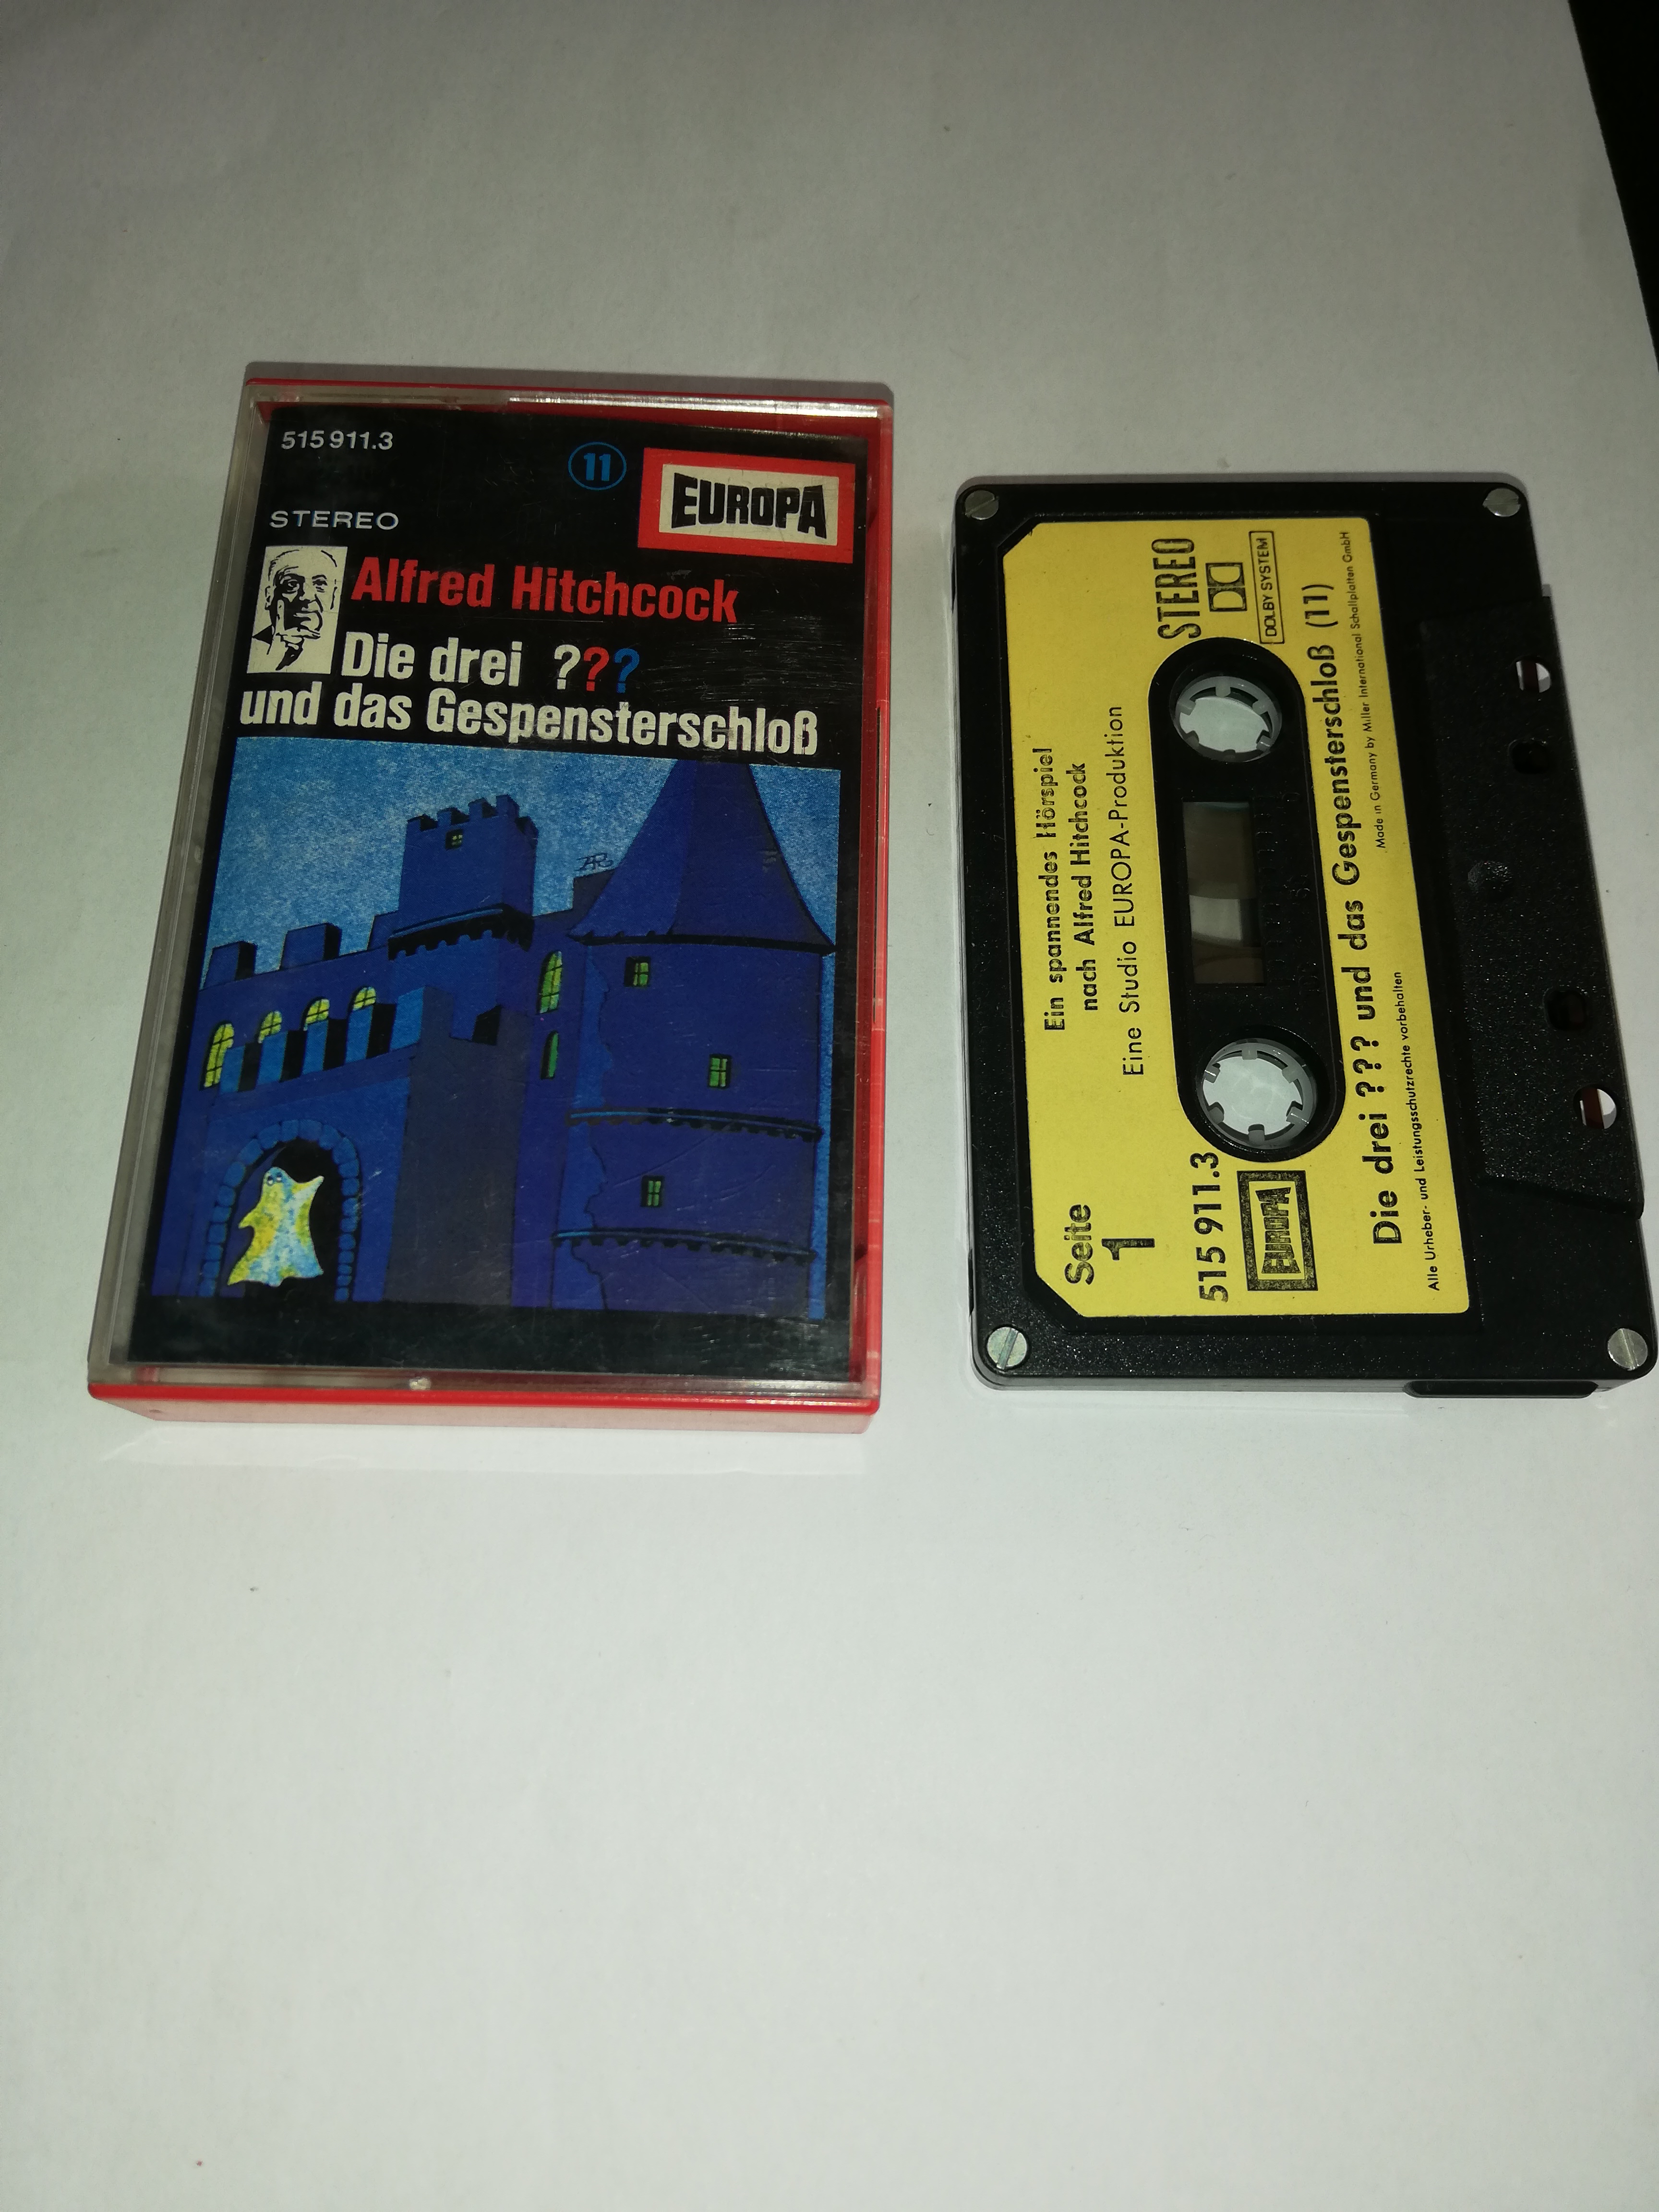 515 911.3
11
EUROPA
STEREO
Alfred Hitchcock
Die drei ???
und das Gespensterschloß
AR
Ein spannendes Hörspiel
nach Alfred Hitchcock
Eine Studio EUROPA-Produktion
Seite
1
STEREO
DOLBY SYSTEM
515 911.3
EUROPA
Die drei ??? und das Gespensterschloß (11)
Made in Germany by Miller International Schallplatten GmbH
Alle Urheber- und Leistungsschutzrechte vorbehalten